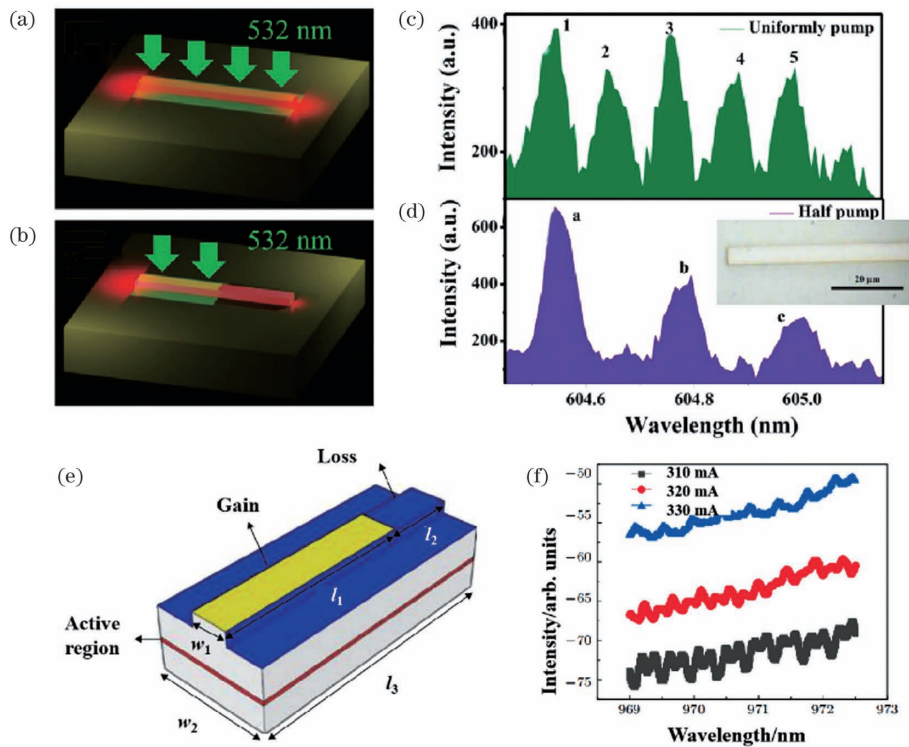 (a)
532 nm
(b)
532 nm
(c)
Intensity (a.u.)
400
200
1
2
3
4
5
Uniformly pump
(d)
Intensity (a.u.)
600
400
200
a
b
c
Half pump
20 μm
604.6
604.8
605.0
Wavelength (nm)
(e)
Loss
Gain
Active
region
l1
l2
l3
w1
w2
(f)
Intensity/arb. units
−50
−55
−60
−65
−70
−75
310 mA
320 mA
330 mA
969
970
971
972
973
Wavelength/nm